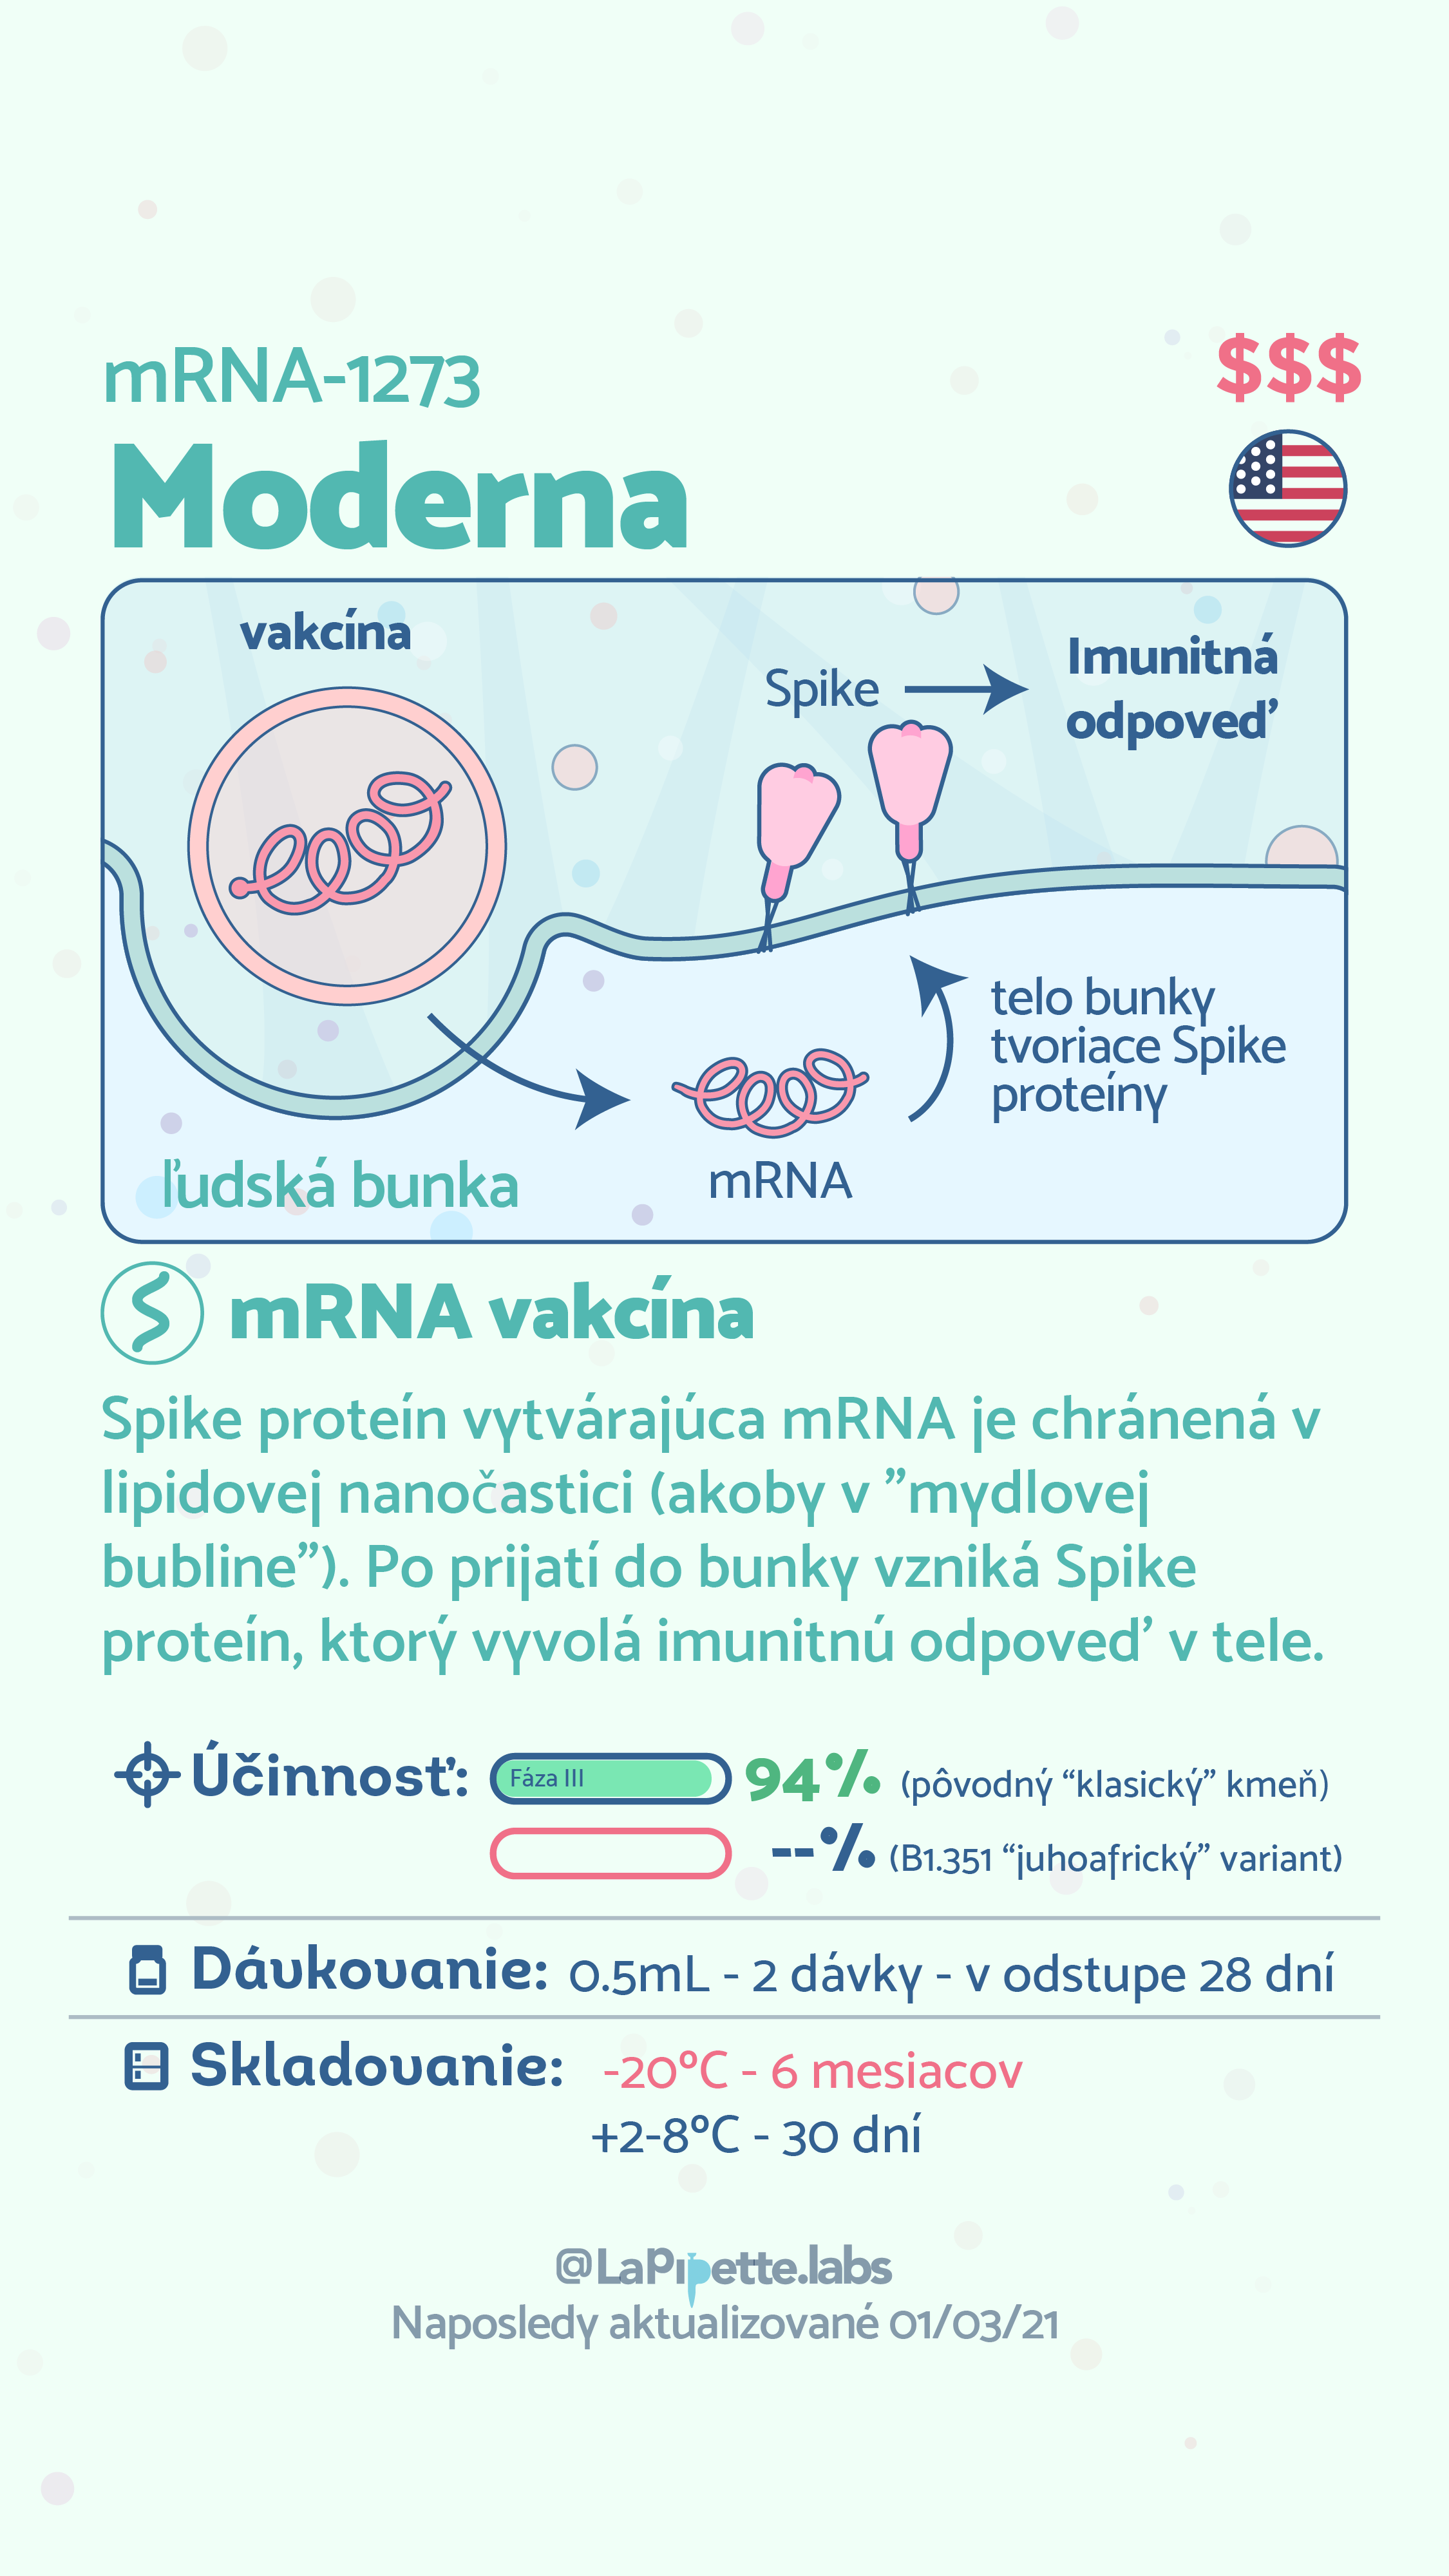 mRNA-1273
$$$
Moderna
vakcína
Spike
Imunitná
odpoveď
telo bunky
tvoriace Spike
proteíny
ľudská bunka
mRNA
mRNA vakcína
Spike proteín vytvárajúca mRNA je chránená v
lipidovej nanočastici (akoby v ”mydlovej
bubline”). Po prijatí do bunky vzniká Spike
proteín, ktorý vyvolá imunitnú odpoveď v tele.
Účinnosť: Fáza III 94% (pôvodný “klasický” kmeň)
--% (B1.351 “juhoafrický” variant)
Dávkovanie: 0.5mL - 2 dávky - v odstupe 28 dní
Skladovanie: -20°C - 6 mesiacov
+2-8°C - 30 dní
@LaPipette.labs
Naposledy aktualizované 01/03/21